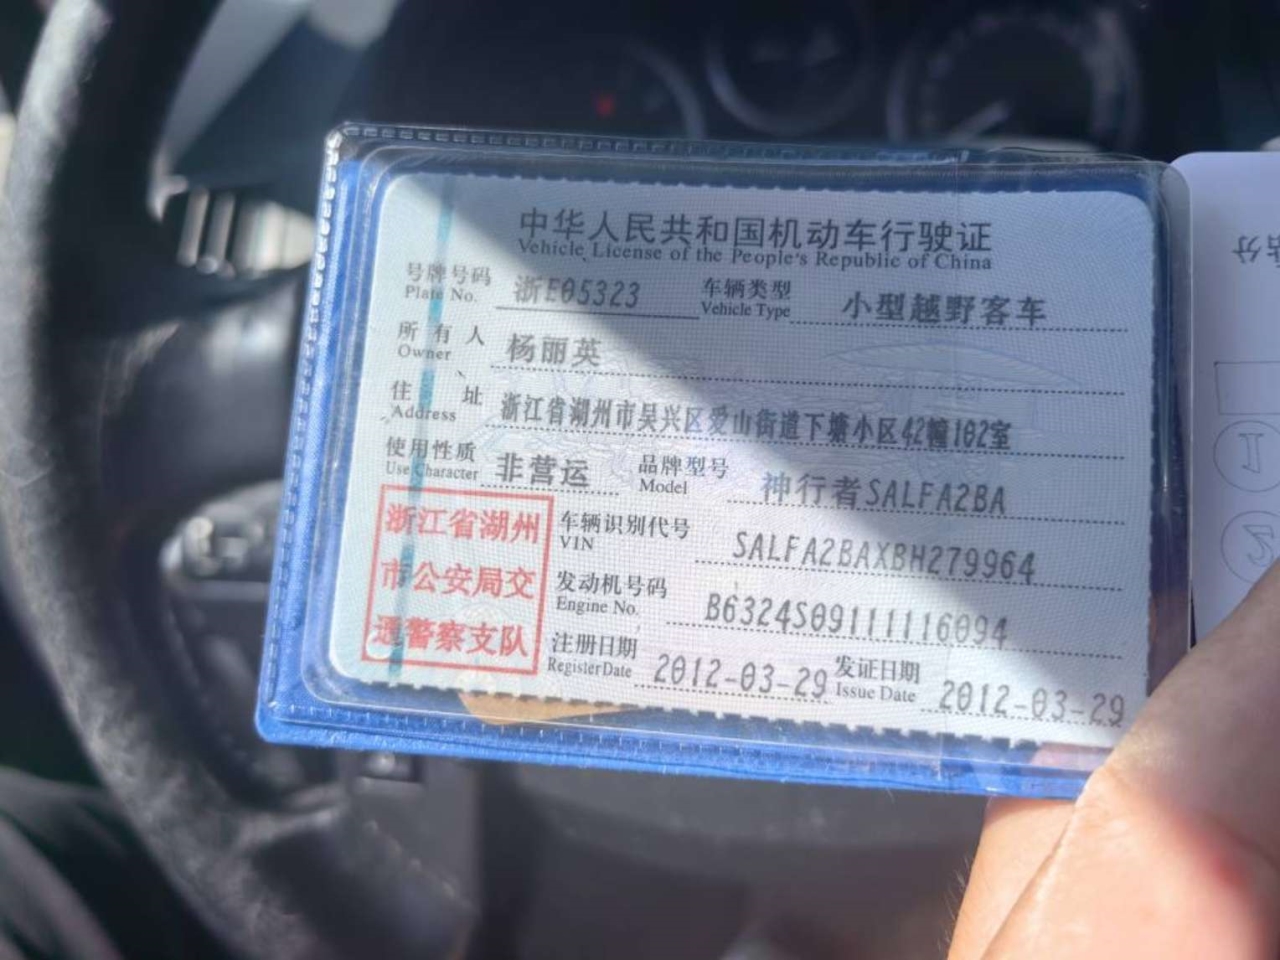 中华人民共和国机动车行驶证
Vehicle License of the People's Republic of China
号牌号码 浙E05323 车辆类型 小型越野客车
Plate No. Vehicle Type
所有人 杨丽英
Owner
住址 浙江省湖州市吴兴区爱山街道下塘小区42幢102室
Address
使用性质 非营运 品牌型号 神行者SALFA2BA
Use Character Model
浙江省湖州
市公安局交
通警察支队
车辆识别代号 SALFA2BAXBH279964
VIN
发动机号码 B6324S09111116094
Engine No.
注册日期 2012-03-29 发证日期 2012-03-29
Register Date Issue Date
1
2